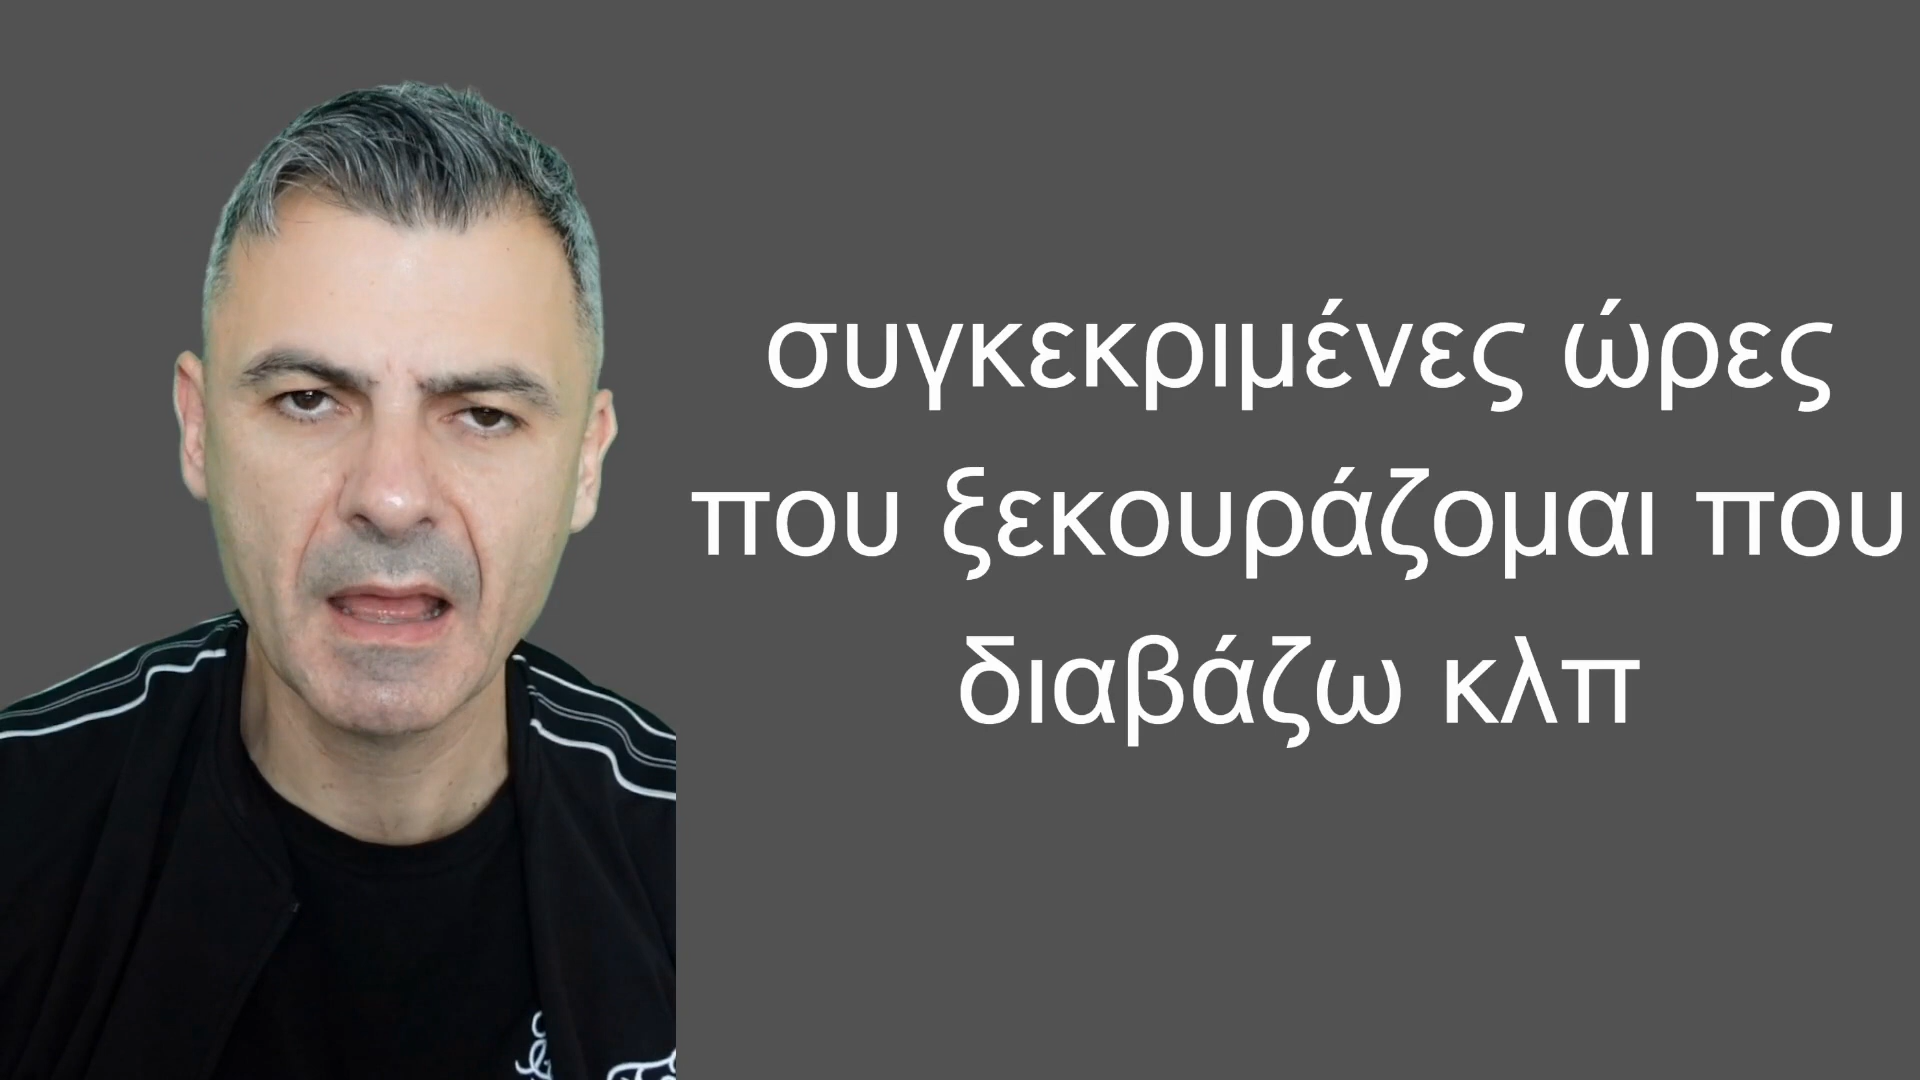 συγκεκριμένες ώρες
που ξεκουράζομαι που
διαβάζω κλπ